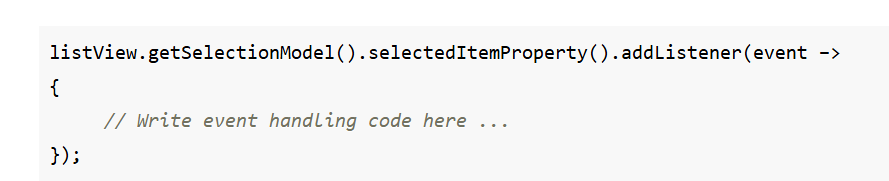 listView.getSelectionModel().selectedItemProperty().addListener(event ->
{
// Write event handling code here ...
});